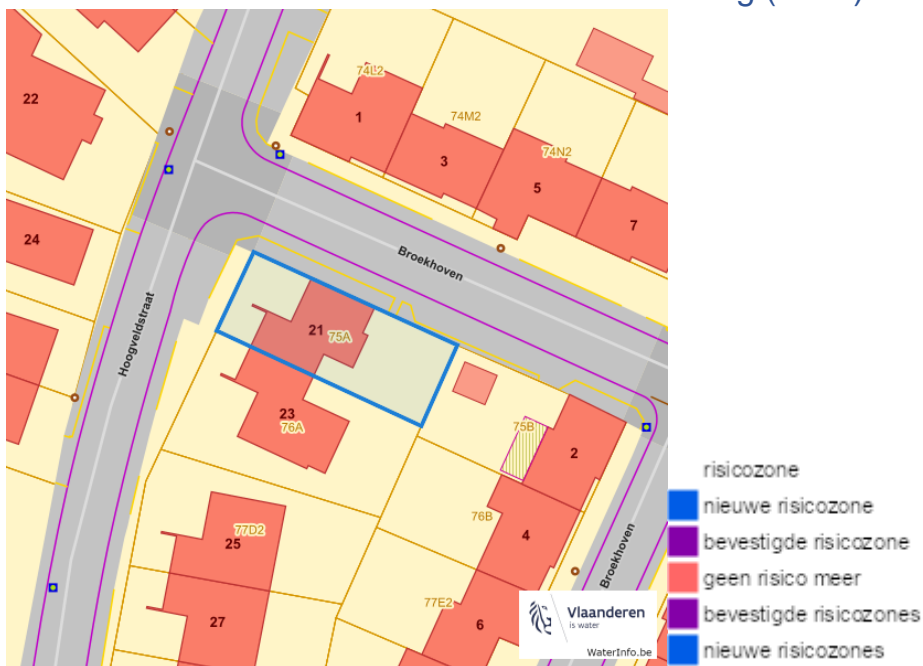 22
1
74L2
74M2
3
74N2
5
7
24
Broekhoven
Hoogveldstraat
21
75A
23
76A
75B
2
76B
4
25
77D2
27
77E2
6
Broekhoven
Vlaanderen
is water
WaterInfo.be
risicozone
nieuwe risicozone
bevestigde risicozone
geen risico meer
bevestigde risicozones
nieuwe risicozones